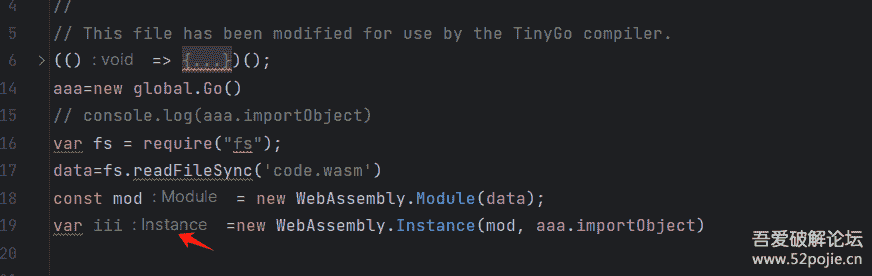 4 //
5 // This file has been modified for use by the TinyGo compiler.
6 > (() : void => {...})();
14 aaa=new global.Go()
15 // console.log(aaa.importObject)
16 var fs = require("fs");
17 data=fs.readFileSync('code.wasm')
18 const mod : Module = new WebAssembly.Module(data);
19 var iii : Instance =new WebAssembly.Instance(mod, aaa.importObject)
20
吾爱破解论坛
www.52pojie.cn